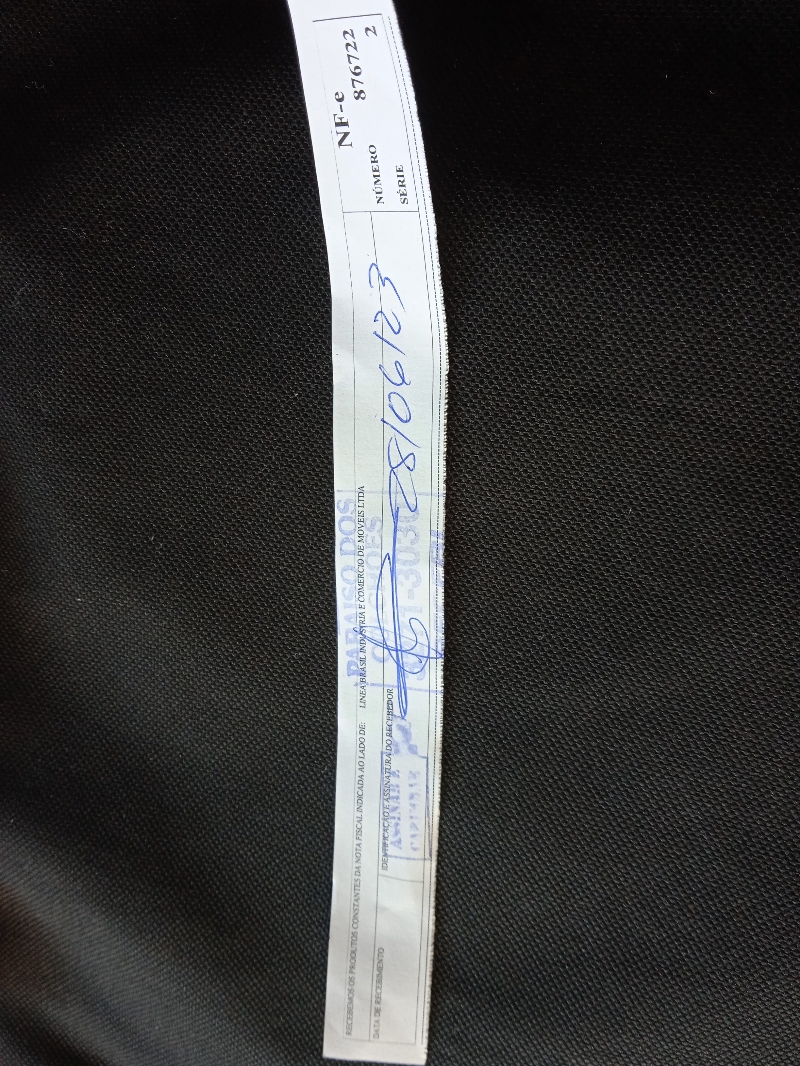 RECEBEMOS OS PRODUTOS CONSTANTES DA NOTA FISCAL INDICADA AO LADO DE: LINEA BRASIL INDUSTRIA E COMERCIO DE MOVEIS LTDA
DATA DE RECEBIMENTO
IDENTIFICAÇÃO E ASSINATURA DO RECEBEDOR
28/06/23
PARAISO DOS
ASSINAR E
NF-e
NÚMERO 876722
SÉRIE 2